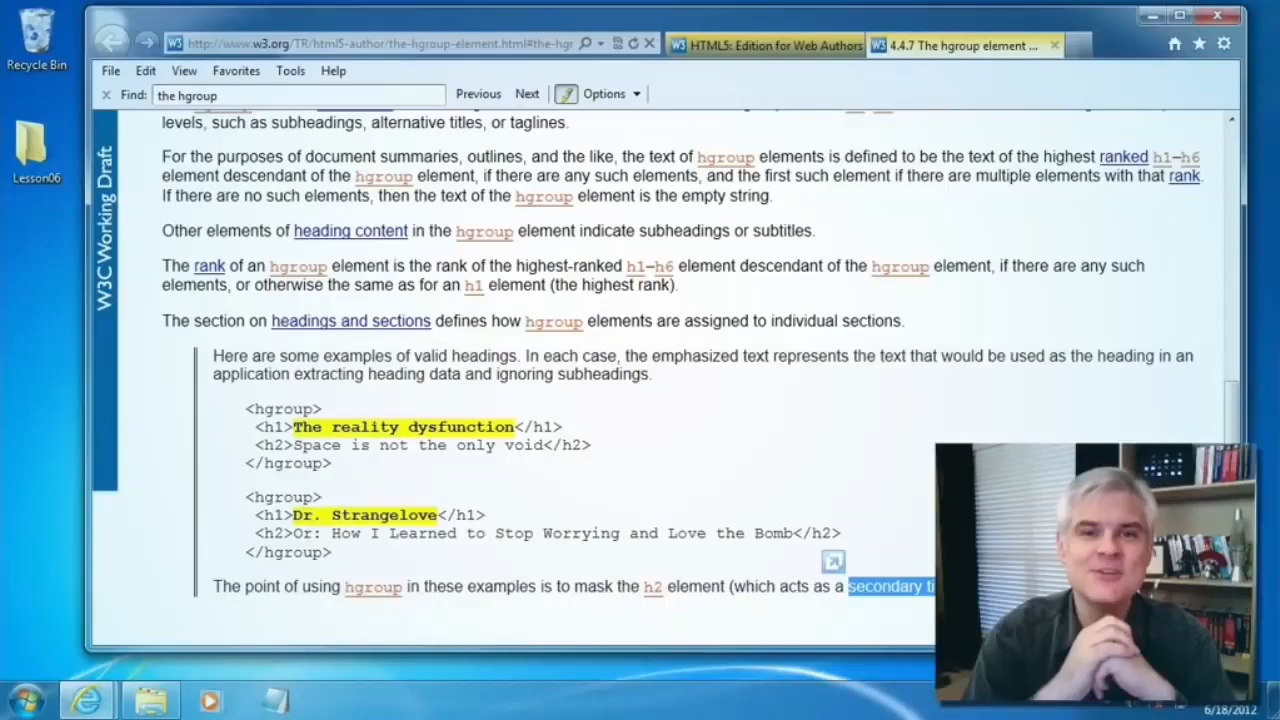 Recycle Bin
Lesson06
http://www.w3.org/TR/html5-author/the-hgroup-element.html#the-hgr
HTML5: Edition for Web Authors
4.4.7 The hgroup element ...
File Edit View Favorites Tools Help
Find: the hgroup Previous Next Options
W3C Working Draft
levels, such as subheadings, alternative titles, or taglines.
For the purposes of document summaries, outlines, and the like, the text of hgroup elements is defined to be the text of the highest ranked h1–h6
element descendant of the hgroup element, if there are any such elements, and the first such element if there are multiple elements with that rank.
If there are no such elements, then the text of the hgroup element is the empty string.
Other elements of heading content in the hgroup element indicate subheadings or subtitles.
The rank of an hgroup element is the rank of the highest-ranked h1–h6 element descendant of the hgroup element, if there are any such
elements, or otherwise the same as for an h1 element (the highest rank).
The section on headings and sections defines how hgroup elements are assigned to individual sections.
Here are some examples of valid headings. In each case, the emphasized text represents the text that would be used as the heading in an
application extracting heading data and ignoring subheadings.
<hgroup>
<h1>The reality dysfunction</h1>
<h2>Space is not the only void</h2>
</hgroup>
<hgroup>
<h1>Dr. Strangelove</h1>
<h2>Or: How I Learned to Stop Worrying and Love the Bomb</h2>
</hgroup>
The point of using hgroup in these examples is to mask the h2 element (which acts as a secondary ti
6/18/2012